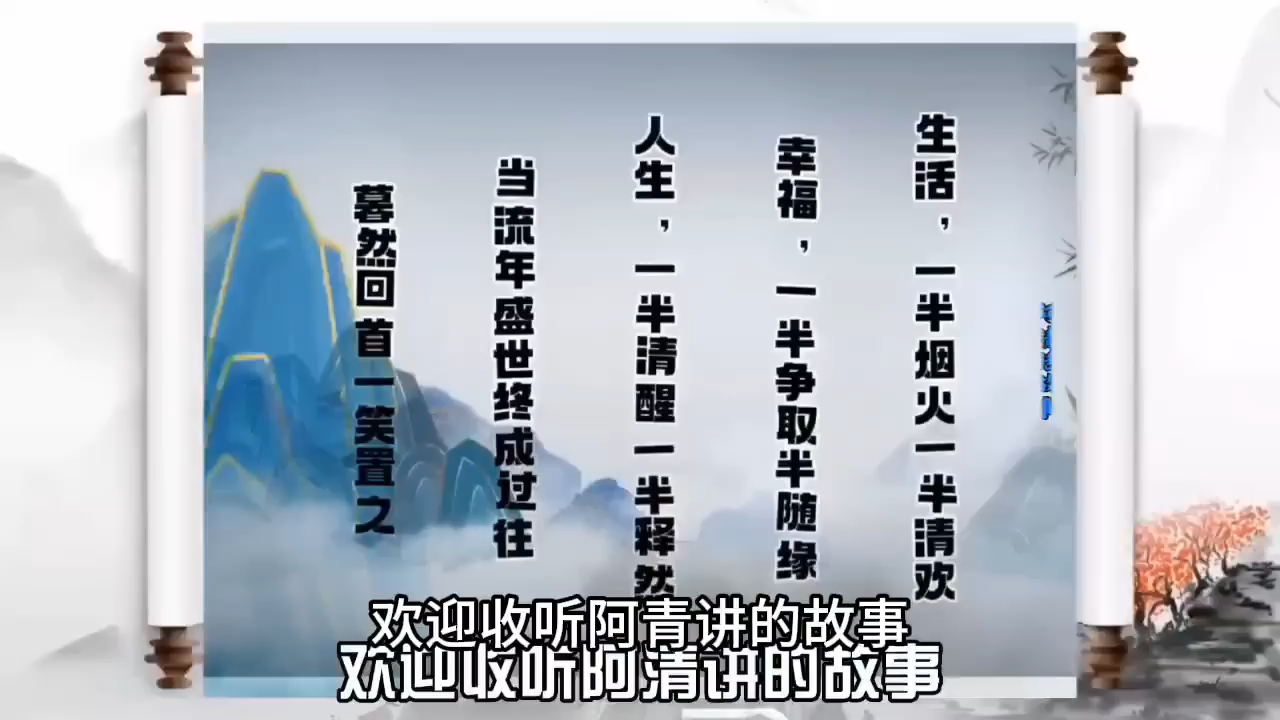 生活，一半烟火一半清欢
幸福，一半争取半随缘
人生，一半清醒一半释然
当流年盛世终成过往
暮然回首一笑置之
欢迎收听阿青讲的故事
欢迎收听阿清讲的故事